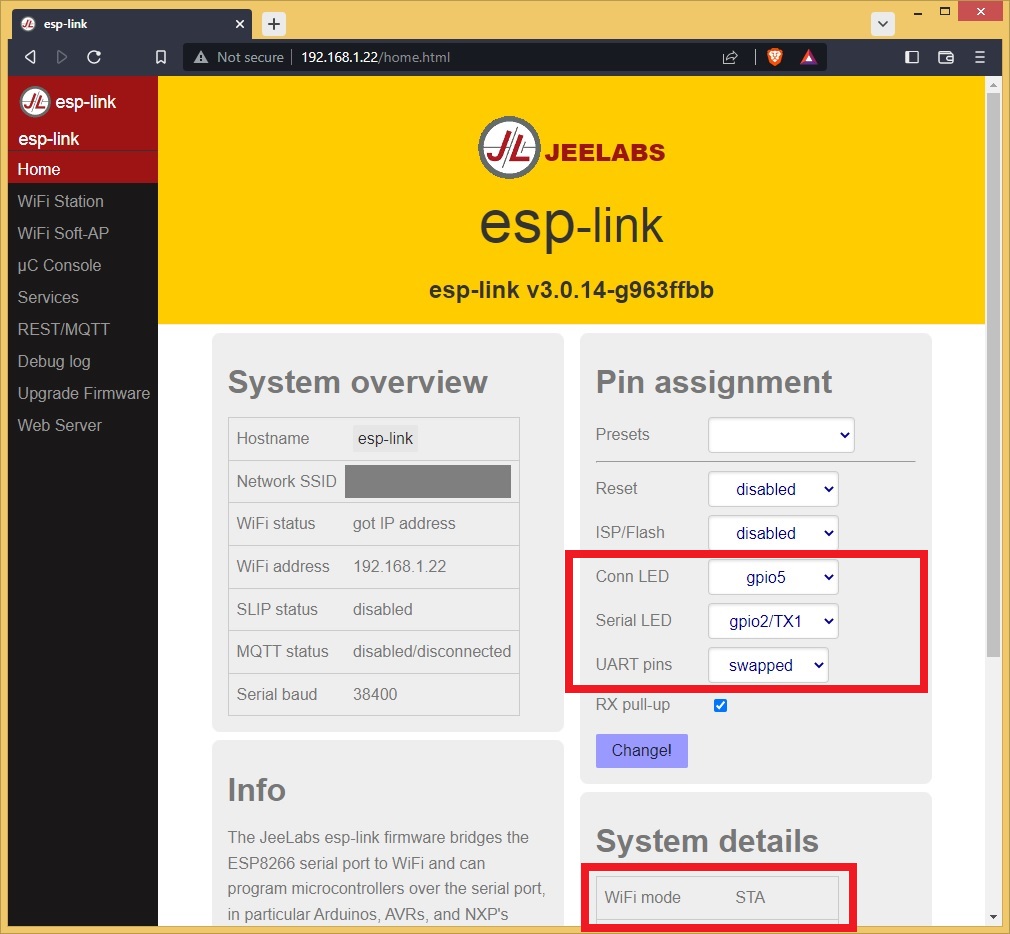 JL esp-link
Not secure 192.168.1.22/home.html
JL esp-link
esp-link
Home
WiFi Station
WiFi Soft-AP
µC Console
Services
REST/MQTT
Debug log
Upgrade Firmware
Web Server
JL JEELABS
esp-link
esp-link v3.0.14-g963ffbb
System overview
Hostname esp-link
Network SSID
WiFi status got IP address
WiFi address 192.168.1.22
SLIP status disabled
MQTT status disabled/disconnected
Serial baud 38400
Info
The JeeLabs esp-link firmware bridges the
ESP8266 serial port to WiFi and can
program microcontrollers over the serial port,
in particular Arduinos, AVRs, and NXP's
Pin assignment
Presets
Reset disabled
ISP/Flash disabled
Conn LED gpio5
Serial LED gpio2/TX1
UART pins swapped
RX pull-up
Change!
System details
WiFi mode STA